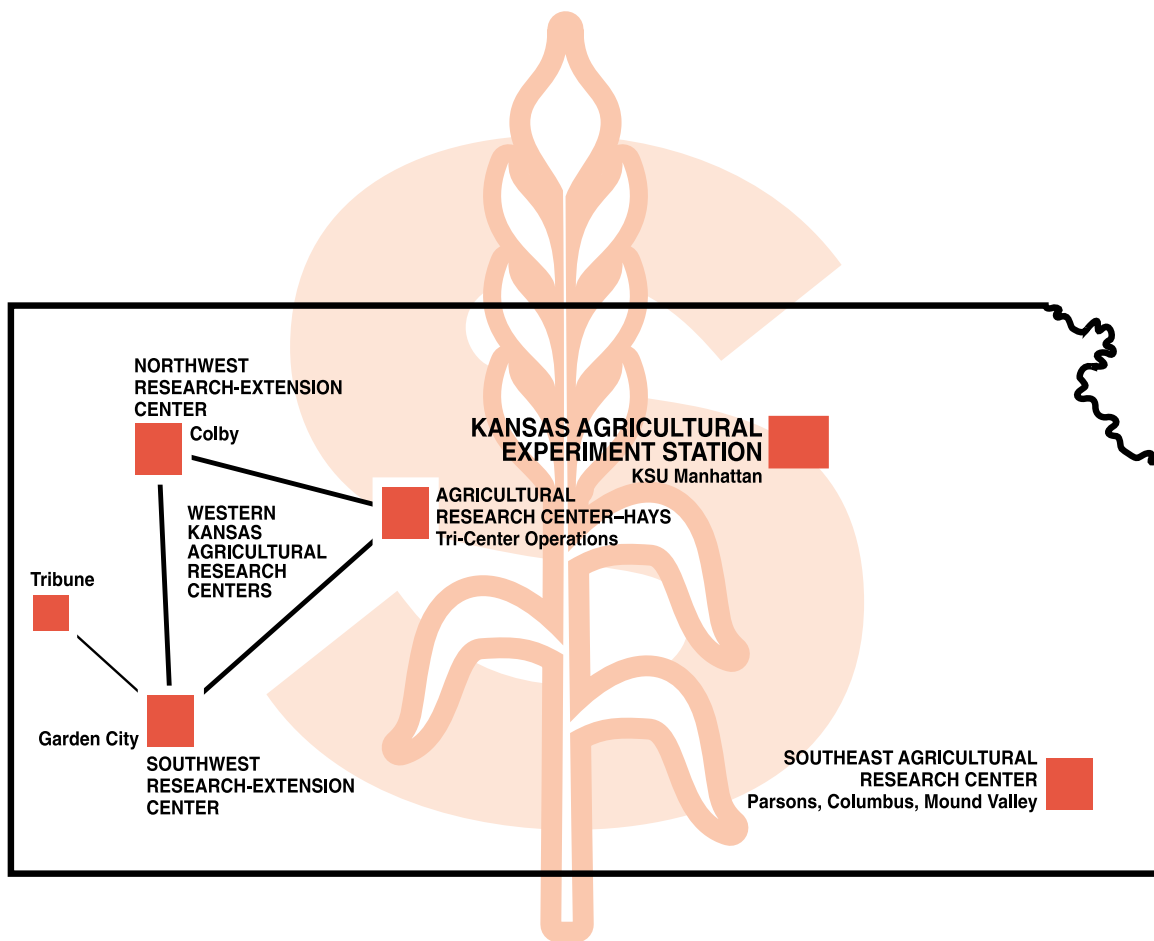 NORTHWEST
RESEARCH-EXTENSION
CENTER
Colby
KANSAS AGRICULTURAL
EXPERIMENT STATION
KSU Manhattan
AGRICULTURAL
RESEARCH CENTER–HAYS
Tri-Center Operations
WESTERN
KANSAS
AGRICULTURAL
RESEARCH
CENTERS
Tribune
Garden City
SOUTHWEST
RESEARCH-EXTENSION
CENTER
SOUTHEAST AGRICULTURAL
RESEARCH CENTER
Parsons, Columbus, Mound Valley